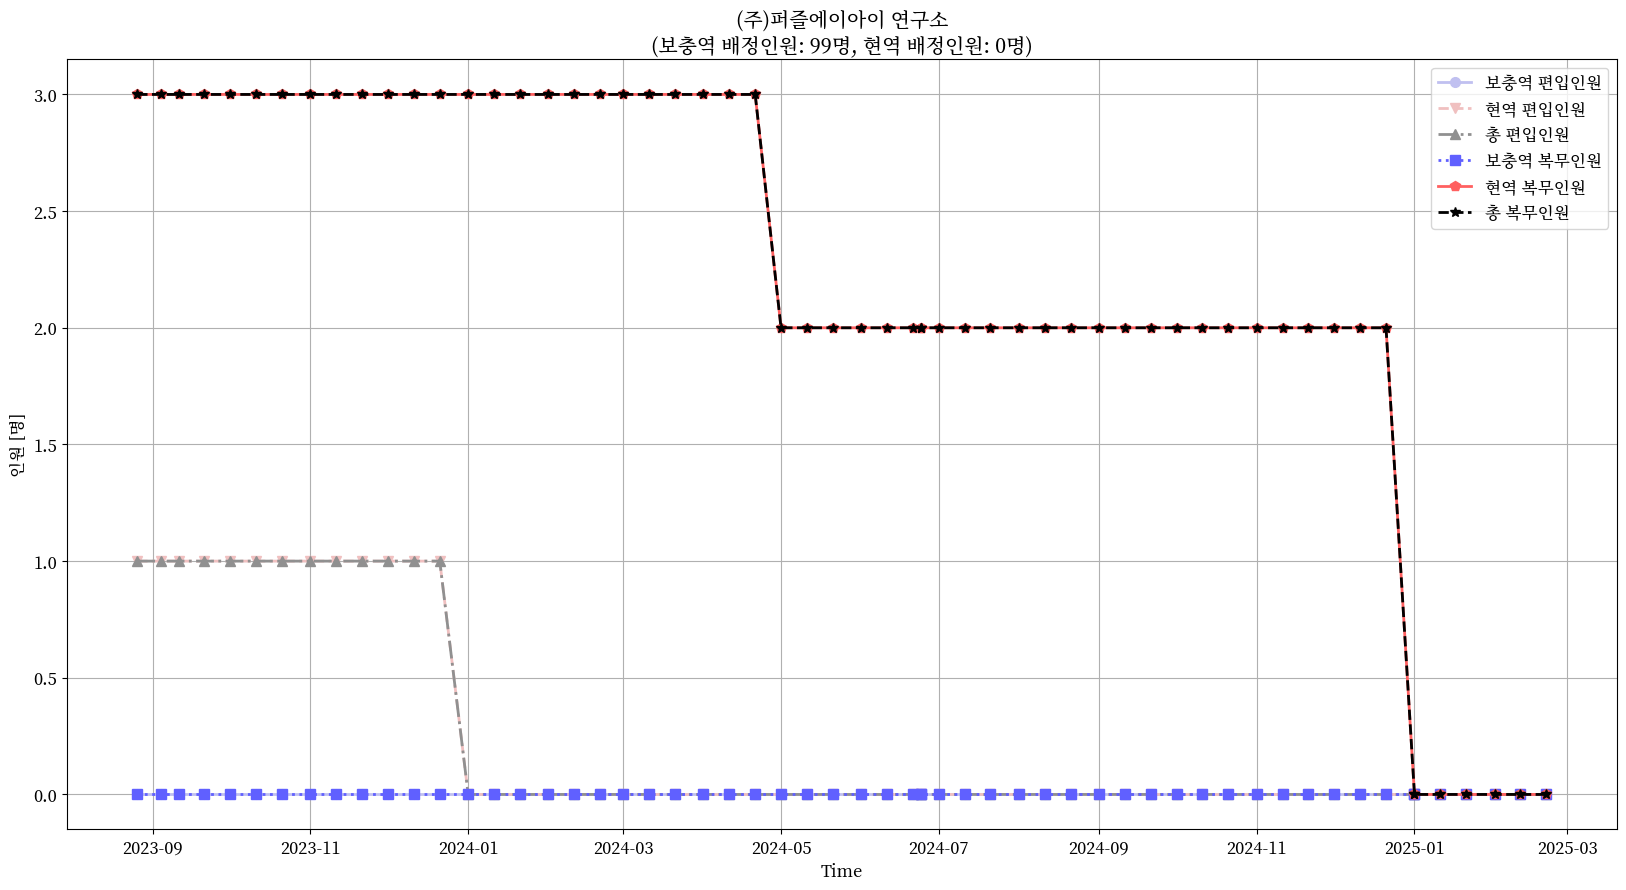 (주)퍼즐에이아이 연구소
(보충역 배정인원: 99명, 현역 배정인원: 0명)
보충역 편입인원
현역 편입인원
총 편입인원
보충역 복무인원
현역 복무인원
총 복무인원
3.0
2.5
2.0
1.5
1.0
0.5
0.0
인원 [명]
2023-09 2023-11 2024-01 2024-03 2024-05 2024-07 2024-09 2024-11 2025-01 2025-03
Time